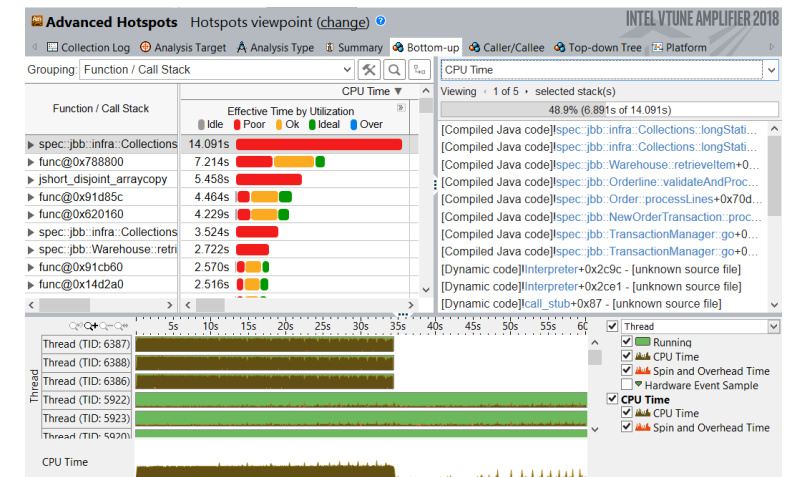 Advanced Hotspots Hotspots viewpoint (change) ?
INTEL VTUNE AMPLIFIER 2018
Collection Log Analysis Target Analysis Type Summary Bottom-up Caller/Callee Top-down Tree Platform
Grouping: Function / Call Stack
CPU Time
Function / Call Stack
CPU Time ▼
Effective Time by Utilization
Idle Poor Ok Ideal Over
spec::jbb::infra::Collections 14.091s
func@0x788800 7.214s
jshort_disjoint_arraycopy 5.458s
func@0x91d85c 4.464s
func@0x620160 4.229s
spec::jbb::infra::Collections 3.524s
spec::jbb::Warehouse::retri 2.722s
func@0x91cb60 2.570s
func@0x14d2a0 2.516s
Viewing 1 of 5 selected stack(s)
48.9% (6.891s of 14.091s)
[Compiled Java code]!spec::jbb::infra::Collections::longStati...
[Compiled Java code]!spec::jbb::infra::Collections::longStati...
[Compiled Java code]!spec::jbb::Warehouse::retrieveItem+0...
[Compiled Java code]!spec::jbb::Orderline::validateAndProc...
[Compiled Java code]!spec::jbb::Order::processLines+0x70d...
[Compiled Java code]!spec::jbb::NewOrderTransaction::proc...
[Compiled Java code]!spec::jbb::TransactionManager::go+0...
[Compiled Java code]!spec::jbb::TransactionManager::go+0...
[Dynamic code]!Interpreter+0x2c9c - [unknown source file]
[Dynamic code]!Interpreter+0x2ce1 - [unknown source file]
[Dynamic code]!call_stub+0x87 - [unknown source file]
5s 10s 15s 20s 25s 30s 35s 40s 45s 50s 55s 60
Thread
Thread (TID: 6387)
Thread (TID: 6388)
Thread (TID: 6386)
Thread (TID: 5922)
Thread (TID: 5923)
Thread (TID: 5920)
CPU Time
Thread
Running
CPU Time
Spin and Overhead Time
Hardware Event Sample
CPU Time
CPU Time
Spin and Overhead Time